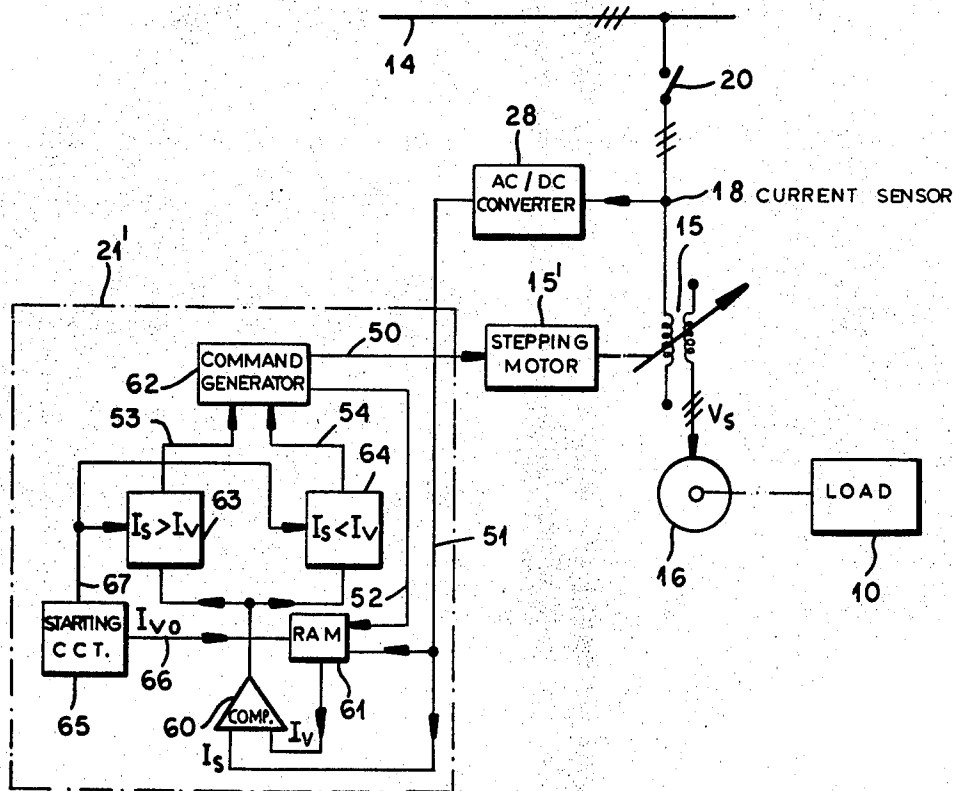 14
20
28
AC / DC
CONVERTER
18 CURRENT SENSOR
15
21'
15'
50
STEPPING
MOTOR
COMMAND
GENERATOR
62
53
54
Vs
64
Is > Iv
63
Is < Iv
51
LOAD
16
10
67
52
STARTING
C C T.
Ivo
66
RAM
61
65
60
COMP.
Iv
Is